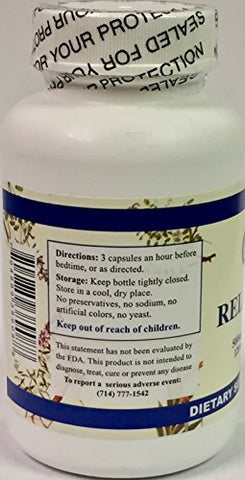 SEALED FOR YOUR PROTECTION
Directions: 3 capsules an hour before
bedtime, or as directed.
Storage: Keep bottle tightly closed.
Store in a cool, dry place.
No preservatives, no sodium, no
artificial colors, no yeast.
Keep out of reach of children.
This statement has not been evaluated by
the FDA. This product is not intended to
diagnose, treat, cure or prevent any disease
To report a serious adverse event:
(714) 777-1542
REL
DIETARY S